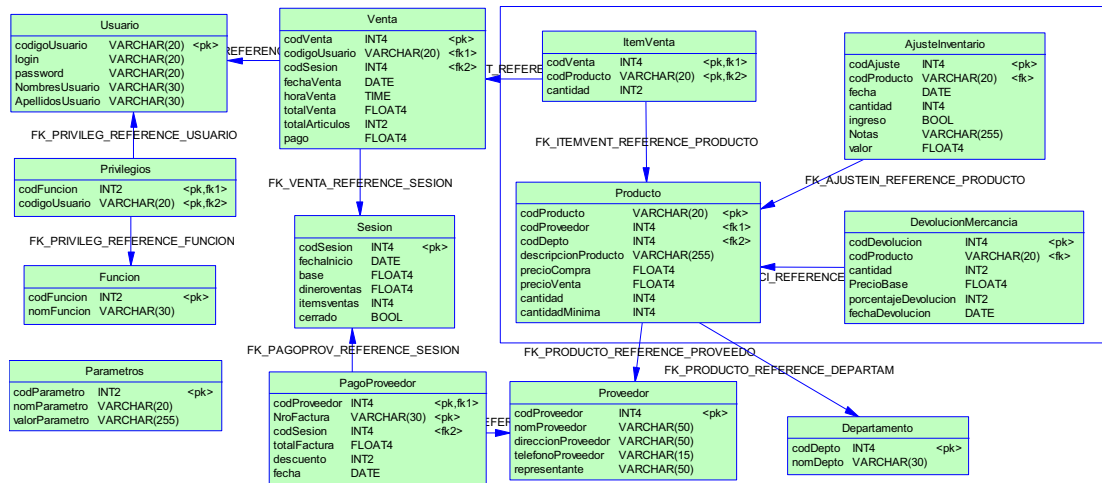 Usuario
codigoUsuario VARCHAR(20) <pk>
login VARCHAR(20)
password VARCHAR(20)
NombresUsuario VARCHAR(30)
ApellidosUsuario VARCHAR(30)
Venta
codVenta INT4 <pk>
codigoUsuario VARCHAR(20) <fk1>
codSesion INT4 <fk2>
fechaVenta DATE
horaVenta TIME
totalVenta FLOAT4
totalArticulos INT2
pago FLOAT4
ItemVenta
codVenta INT4 <pk,fk1>
codProducto VARCHAR(20) <pk,fk2>
cantidad INT2
AjusteInventario
codAjuste INT4 <pk>
codProducto VARCHAR(20) <fk>
fecha DATE
cantidad INT4
ingreso BOOL
Notas VARCHAR(255)
valor FLOAT4
FK_PRIVILEG_REFERENCE_USUARIO
FK_ITEMVENT_REFERENCE_PRODUCTO
FK_VENTA_REFERENCE_SESION
FK_AJUSTEIN_REFERENCE_PRODUCTO
Privilegios
codFuncion INT2 <pk,fk1>
codigoUsuario VARCHAR(20) <pk,fk2>
Producto
codProducto VARCHAR(20) <pk>
codProveedor INT4 <fk1>
codDepto INT4 <fk2>
descripcionProducto VARCHAR(255)
precioCompra FLOAT4
precioVenta FLOAT4
cantidad INT4
cantidadMinima INT4
DevolucionMercancia
codDevolucion INT4 <pk>
codProducto VARCHAR(20) <fk>
cantidad INT2
PrecioBase FLOAT4
porcentajeDevolucion INT2
fechaDevolucion DATE
Sesion
codSesion INT4 <pk>
fechaInicio DATE
base FLOAT4
dineroventas FLOAT4
itemsventas INT4
cerrado BOOL
FK_PRIVILEG_REFERENCE_FUNCION
Funcion
codFuncion INT2 <pk>
nomFuncion VARCHAR(30)
FK_PAGOPROV_REFERENCE_SESION
FK_PRODUCTO_REFERENCE_PROVEEDO
FK_PRODUCTO_REFERENCE_DEPARTAM
Parametros
codParametro INT2 <pk>
nomParametro VARCHAR(20)
valorParametro VARCHAR(255)
PagoProveedor
codProveedor INT4 <pk,fk1>
NroFactura VARCHAR(30) <pk>
codSesion INT4 <fk2>
totalFactura FLOAT4
descuento INT2
fecha DATE
Proveedor
codProveedor INT4 <pk>
nomProveedor VARCHAR(50)
direccionProveedor VARCHAR(50)
telefonoProveedor VARCHAR(15)
representante VARCHAR(50)
Departamento
codDepto INT4 <pk>
nomDepto VARCHAR(30)